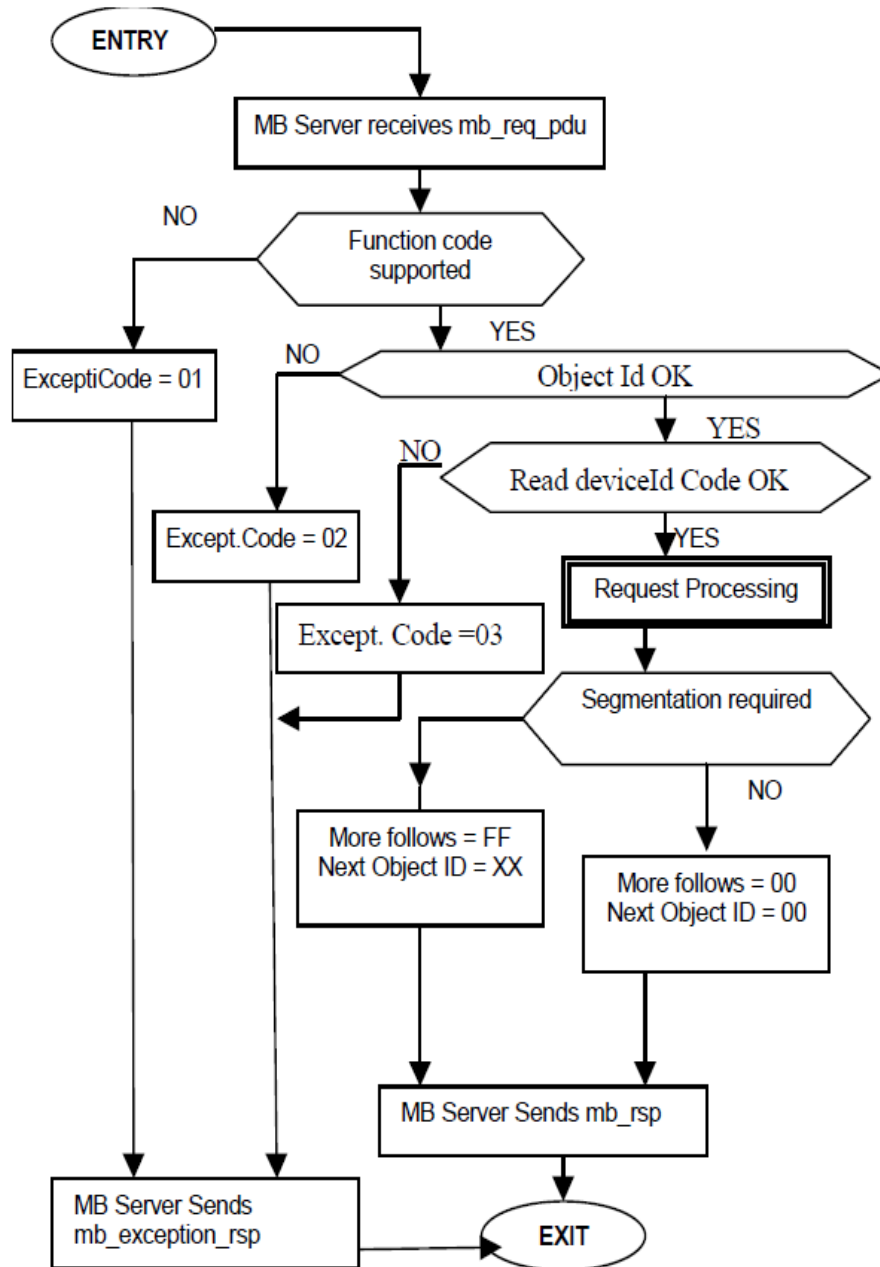 ENTRY
MB Server receives mb_req_pdu
NO
Function code
supported
YES
NO
ExceptiCode = 01
Object Id OK
YES
NO
Read deviceId Code OK
Except.Code = 02
YES
Request Processing
Except. Code =03
Segmentation required
NO
More follows = FF
Next Object ID = XX
More follows = 00
Next Object ID = 00
MB Server Sends mb_rsp
MB Server Sends
mb_exception_rsp
EXIT